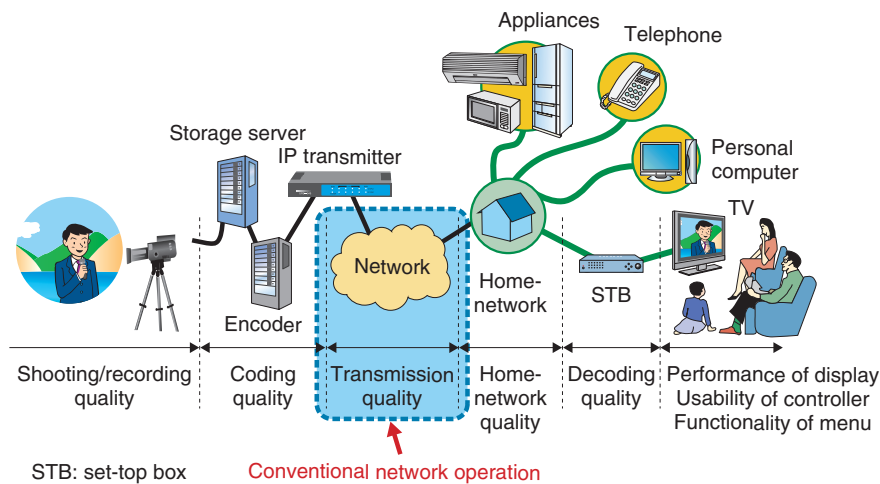 Appliances
Telephone
Storage server
IP transmitter
Personal
computer
TV
Network
Home-
network
STB
Encoder
Shooting/recording
quality
Coding
quality
Transmission
quality
Home-
network
quality
Decoding
quality
Performance of display
Usability of controller
Functionality of menu
STB: set-top box
Conventional network operation